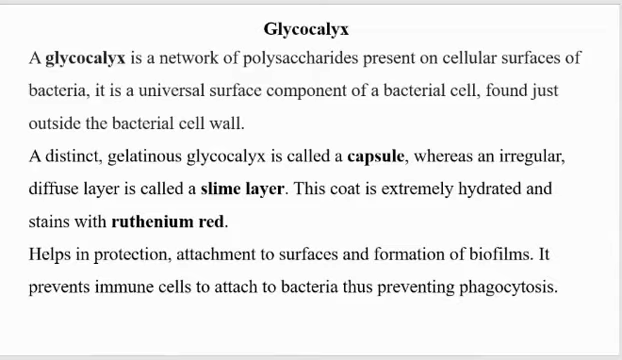 Glycocalyx
A glycocalyx is a network of polysaccharides present on cellular surfaces of
bacteria, it is a universal surface component of a bacterial cell, found just
outside the bacterial cell wall.
A distinct, gelatinous glycocalyx is called a capsule, whereas an irregular,
diffuse layer is called a slime layer. This coat is extremely hydrated and
stains with ruthenium red.
Helps in protection, attachment to surfaces and formation of biofilms. It
prevents immune cells to attach to bacteria thus preventing phagocytosis.